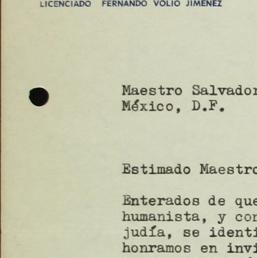 LICENCIADO FERNANDO VOLIO JIMENEZ
Maestro Salvador
México, D.F.
Estimado Maestro
Enterados de que
humanista, y con
judía, se identi
honramos en invi